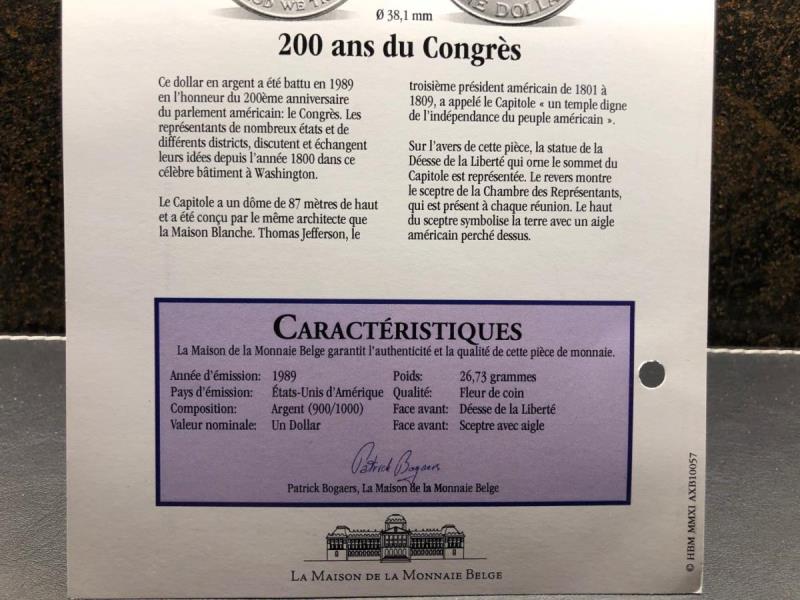 GOD WE TR
NE DOLLA
Ø 38,1 mm
200 ans du Congrès
Ce dollar en argent a été battu en 1989
en l'honneur du 200ème anniversaire
du parlement américain: le Congrès. Les
représentants de nombreux états et de
différents districts, discutent et échangent
leurs idées depuis l'année 1800 dans ce
célèbre bâtiment à Washington.
Le Capitole a un dôme de 87 mètres de haut
et a été conçu par le même architecte que
la Maison Blanche. Thomas Jefferson, le
troisième président américain de 1801 à
1809, a appelé le Capitole « un temple digne
de l'indépendance du peuple américain ».
Sur l'avers de cette pièce, la statue de la
Déesse de la Liberté qui orne le sommet du
Capitole est représentée. Le revers montre
le sceptre de la Chambre des Représentants,
qui est présent à chaque réunion. Le haut
du sceptre symbolise la terre avec un aigle
américain perché dessus.
CARACTÉRISTIQUES
La Maison de la Monnaie Belge garantit l'authenticité et la qualité de cette pièce de monnaie.
Année d'émission: 1989 Poids: 26,73 grammes
Pays d'émission: États-Unis d'Amérique Qualité: Fleur de coin
Composition: Argent (900/1000) Face avant: Déesse de la Liberté
Valeur nominale: Un Dollar Face avant: Sceptre avec aigle
Patrick Bogaers
Patrick Bogaers, La Maison de la Monnaie Belge
LA MAISON DE LA MONNAIE BELGE
© HBM MMXI AXB10057